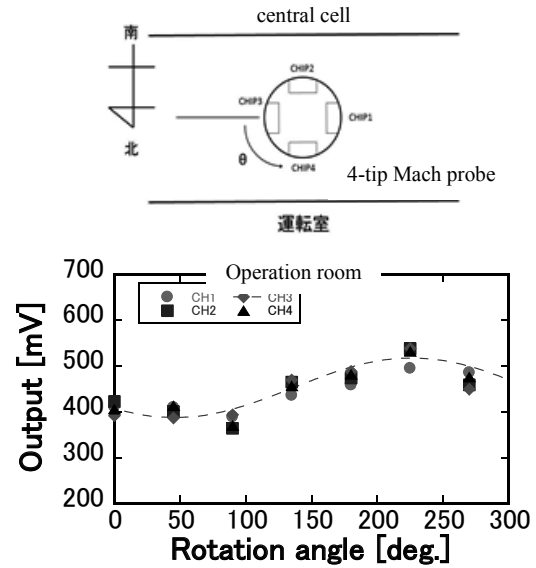 central cell
南
CHIP2
CHIP3
CHIP1
北
θ
CHIP4
4-tip Mach probe
運転室
Operation room
700
600
500
400
300
200
Output [mV]
CH1 CH3
CH2 CH4
0 50 100 150 200 250 300
Rotation angle [deg.]